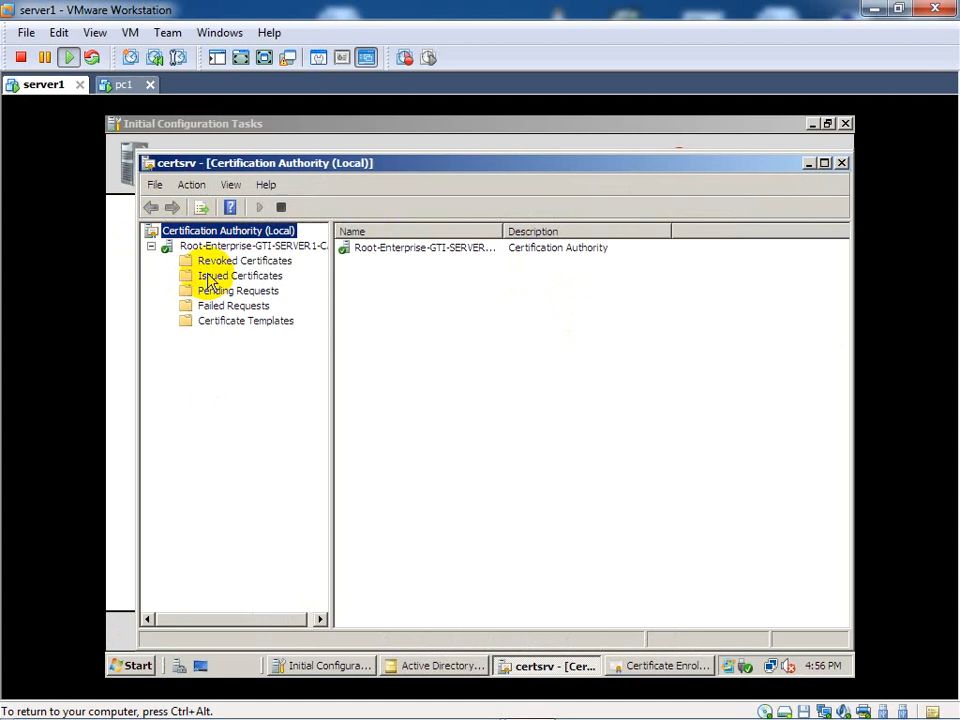 server1 - VMware Workstation
File Edit View VM Team Windows Help
server1 pc1
Initial Configuration Tasks
certsrv - [Certification Authority (Local)]
File Action View Help
Certification Authority (Local)
Root-Enterprise-GTI-SERVER1-C
Revoked Certificates
Issued Certificates
Pending Requests
Failed Requests
Certificate Templates
Name Description
Root-Enterprise-GTI-SERVER... Certification Authority
Start Initial Configura... Active Directory... certsrv - [Cer... Certificate Enrol... 4:56 PM
To return to your computer, press Ctrl+Alt.